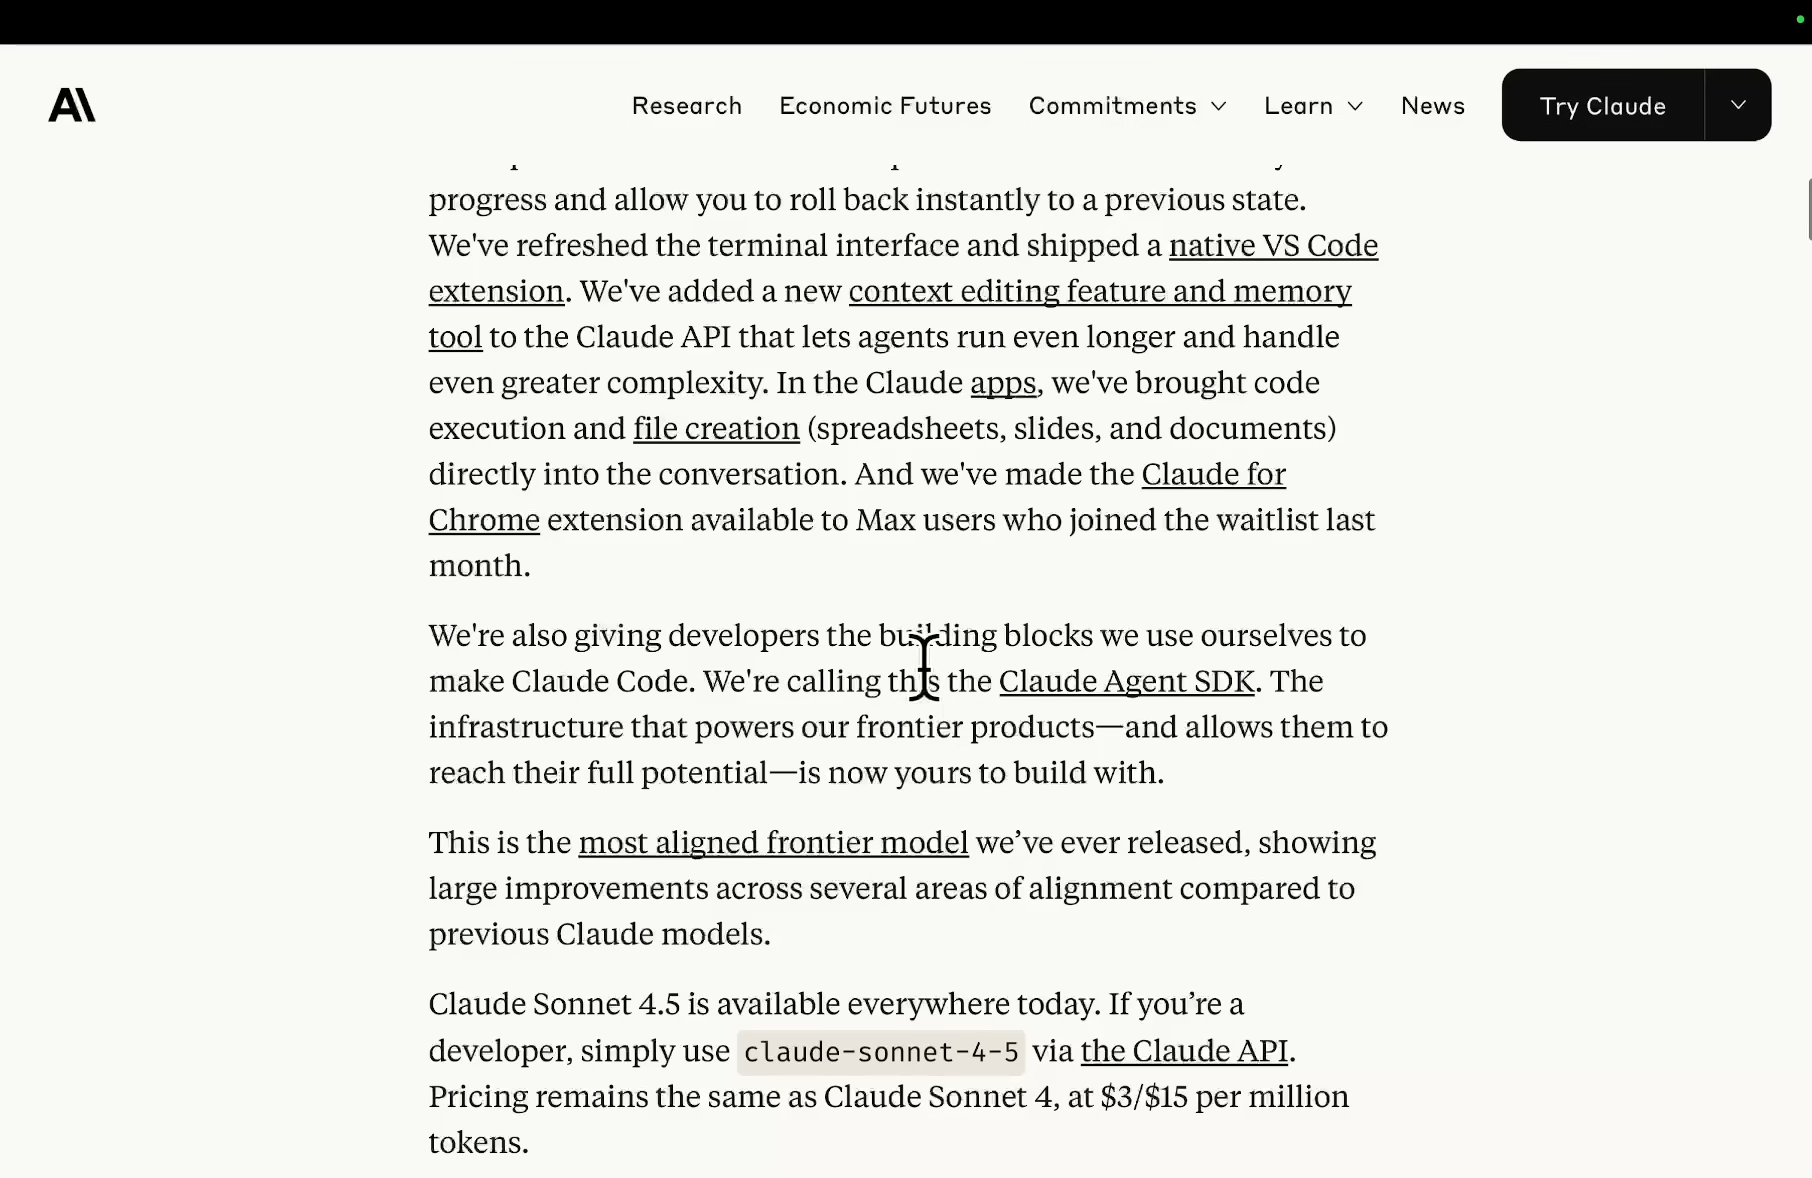 Research Economic Futures Commitments Learn News Try Claude
progress and allow you to roll back instantly to a previous state.
We've refreshed the terminal interface and shipped a native VS Code
extension. We've added a new context editing feature and memory
tool to the Claude API that lets agents run even longer and handle
even greater complexity. In the Claude apps, we've brought code
execution and file creation (spreadsheets, slides, and documents)
directly into the conversation. And we've made the Claude for
Chrome extension available to Max users who joined the waitlist last
month.
We're also giving developers the building blocks we use ourselves to
make Claude Code. We're calling this the Claude Agent SDK. The
infrastructure that powers our frontier products—and allows them to
reach their full potential—is now yours to build with.
This is the most aligned frontier model we’ve ever released, showing
large improvements across several areas of alignment compared to
previous Claude models.
Claude Sonnet 4.5 is available everywhere today. If you’re a
developer, simply use claude-sonnet-4-5 via the Claude API.
Pricing remains the same as Claude Sonnet 4, at $3/$15 per million
tokens.